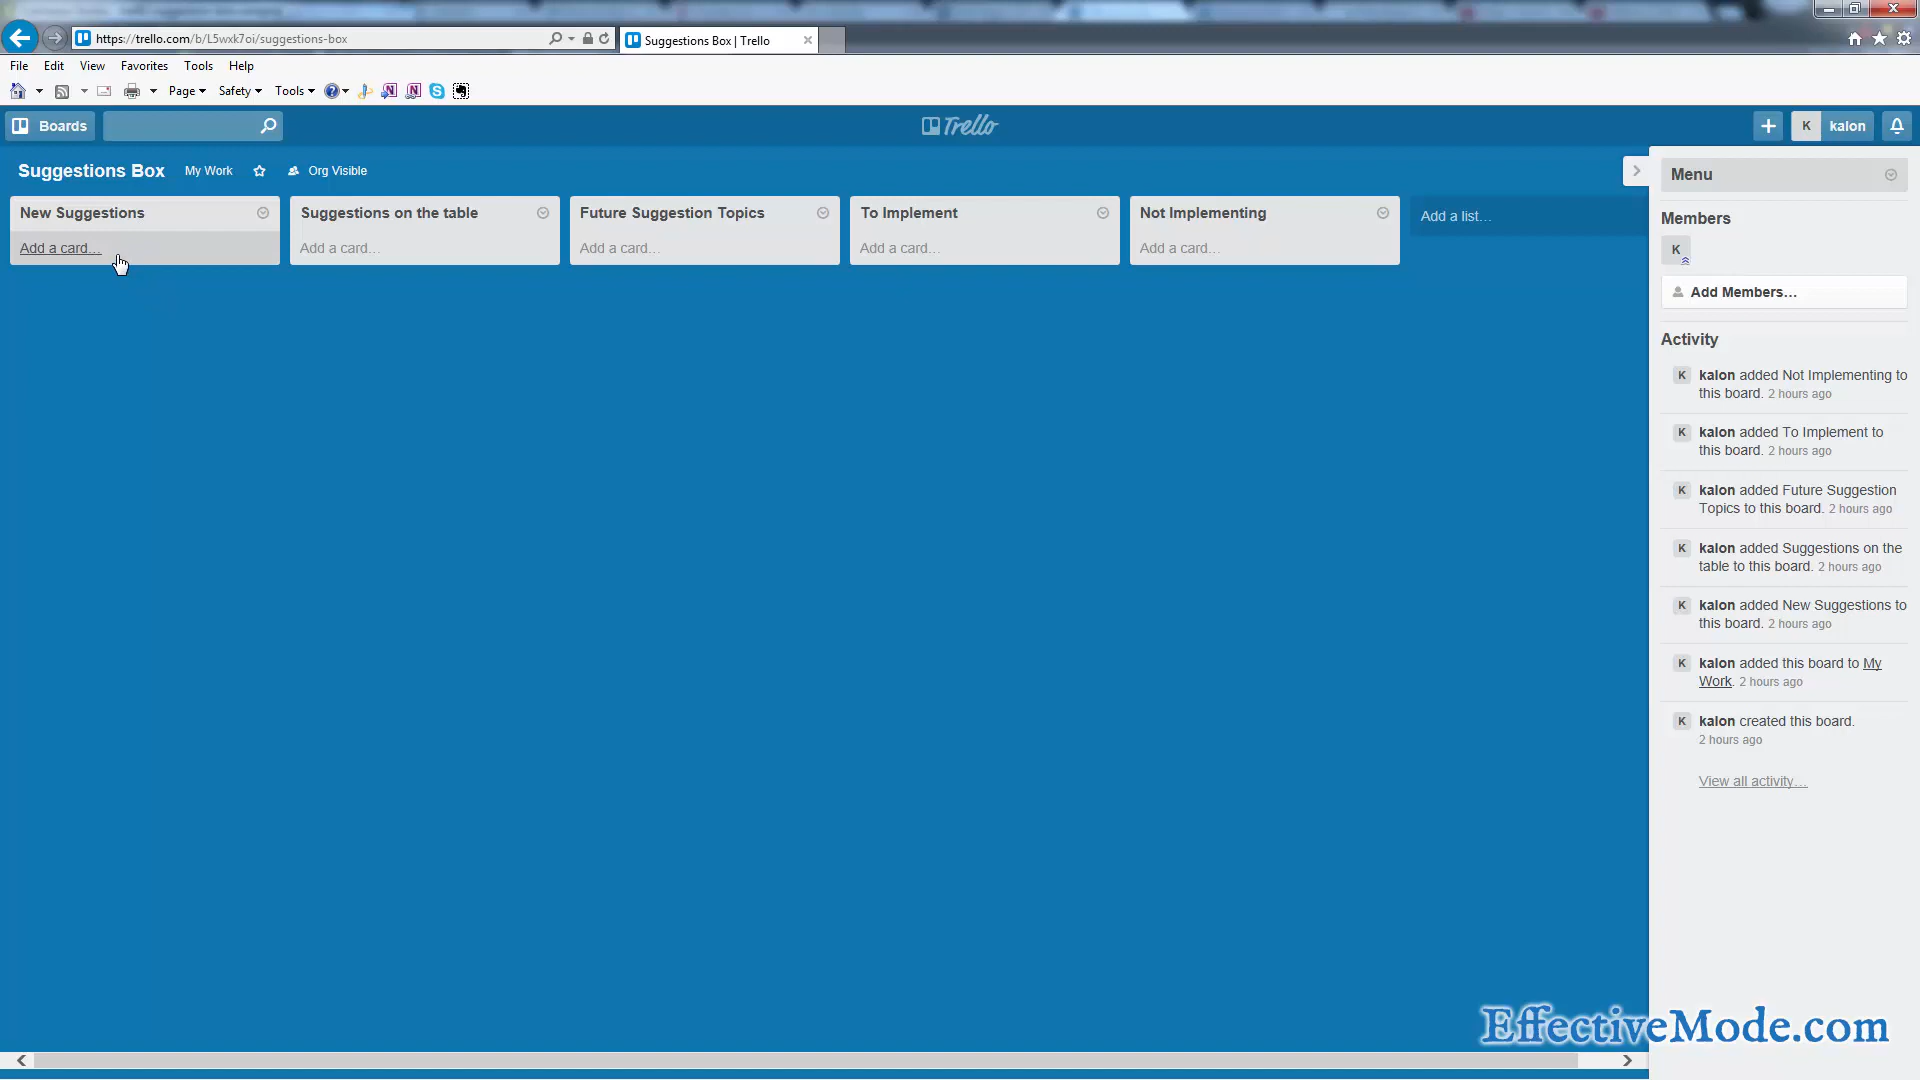 https://trello.com/b/L5wxk7oi/suggestions-box
Suggestions Box | Trello
File Edit View Favorites Tools Help
Page Safety Tools
Boards
Trello
K kalon
Suggestions Box My Work Org Visible
New Suggestions
Add a card…
Suggestions on the table
Add a card…
Future Suggestion Topics
Add a card…
To Implement
Add a card…
Not Implementing
Add a card…
Add a list…
Menu
Members
K
Add Members…
Activity
K kalon added Not Implementing to
this board. 2 hours ago
K kalon added To Implement to
this board. 2 hours ago
K kalon added Future Suggestion
Topics to this board. 2 hours ago
K kalon added Suggestions on the
table to this board. 2 hours ago
K kalon added New Suggestions to
this board. 2 hours ago
K kalon added this board to My
Work. 2 hours ago
K kalon created this board.
2 hours ago
View all activity…
EffectiveMode.com